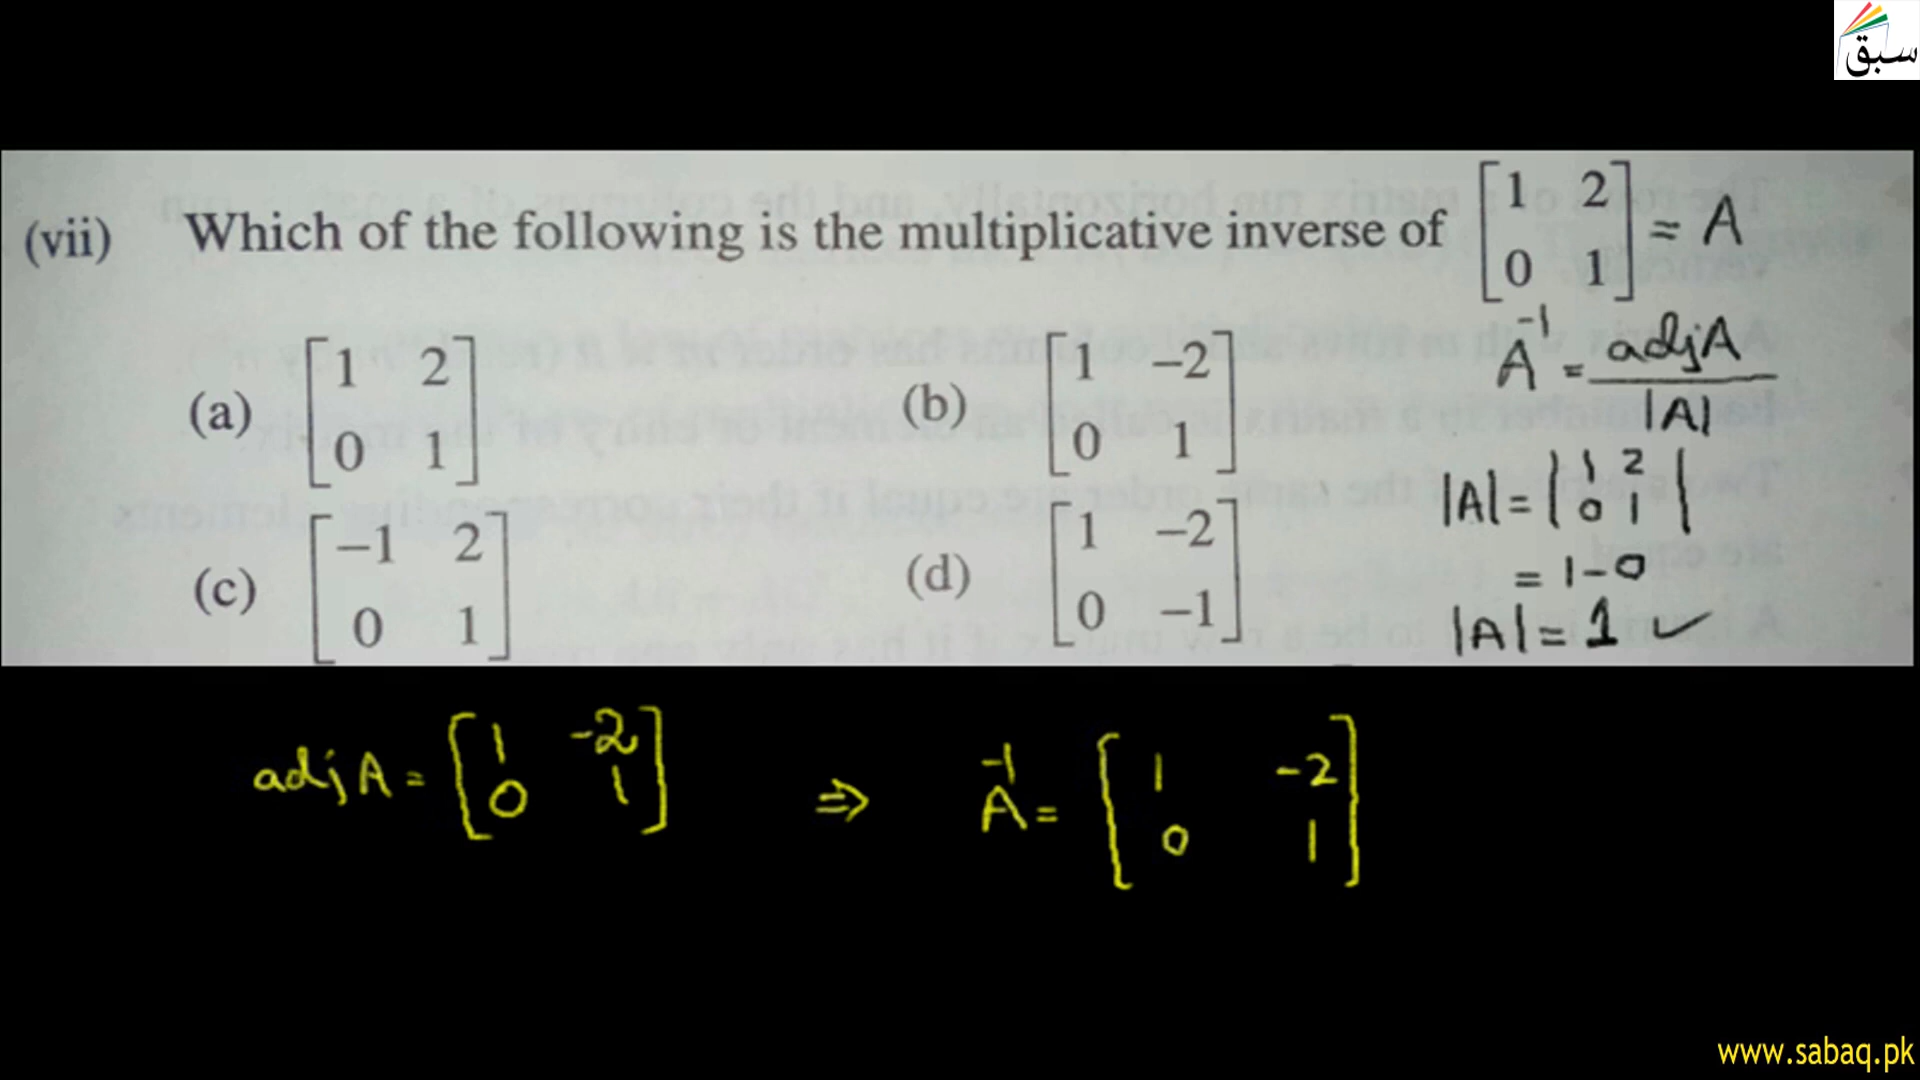 سبق
(vii) Which of the following is the multiplicative inverse of [1 2; 0 1] = A
(a) [1 2; 0 1]
(b) [1 -2; 0 1]
(c) [-1 2; 0 1]
(d) [1 -2; 0 -1]
A^-1 = adjA / |A|
|A| = |1 2; 0 1|
= 1 - 0
|A| = 1 ✓
adj A = [1 -2; 0 1] ⇒ A^-1 = [1 -2; 0 1]
www.sabaq.pk